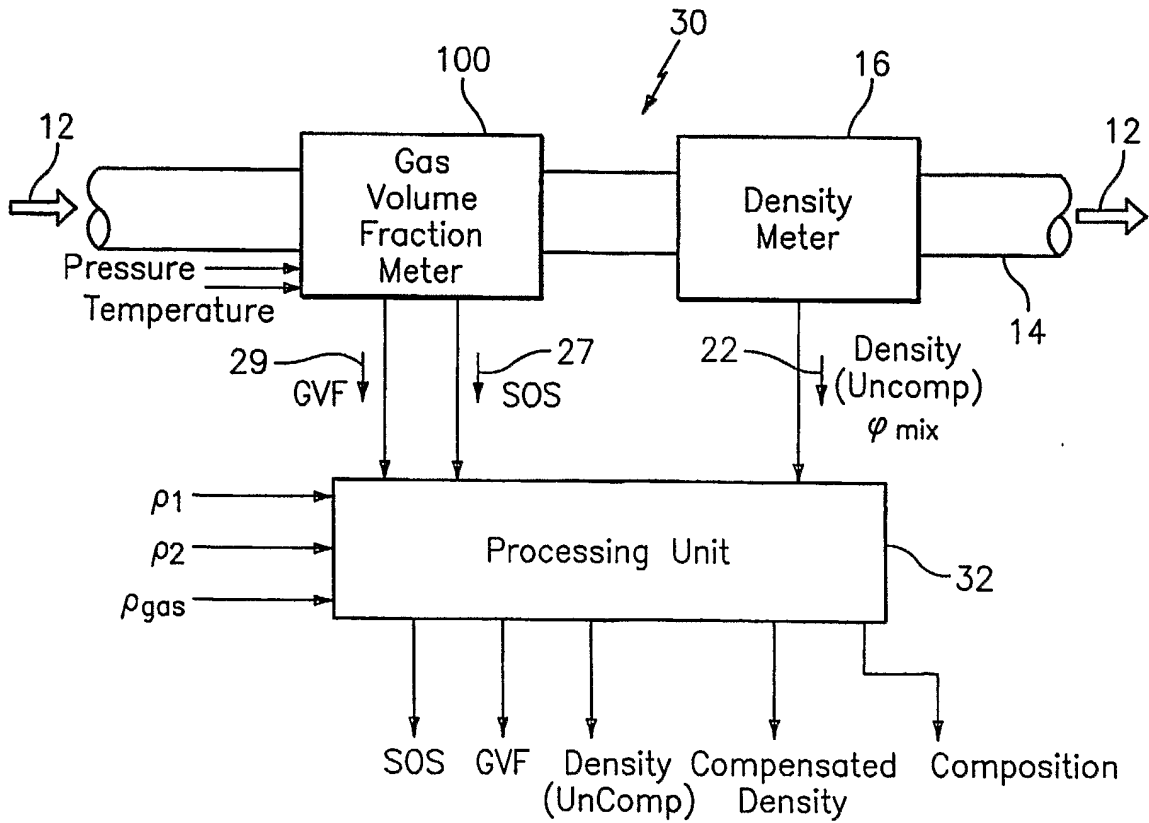 30
100
16
12
12
Gas
Volume
Fraction
Meter
Density
Meter
Pressure
Temperature
14
29
GVF
27
SOS
22
Density
(Uncomp)
φ mix
ρ1
ρ2
ρgas
Processing Unit
32
SOS
GVF
Density
(UnComp)
Compensated
Density
Composition